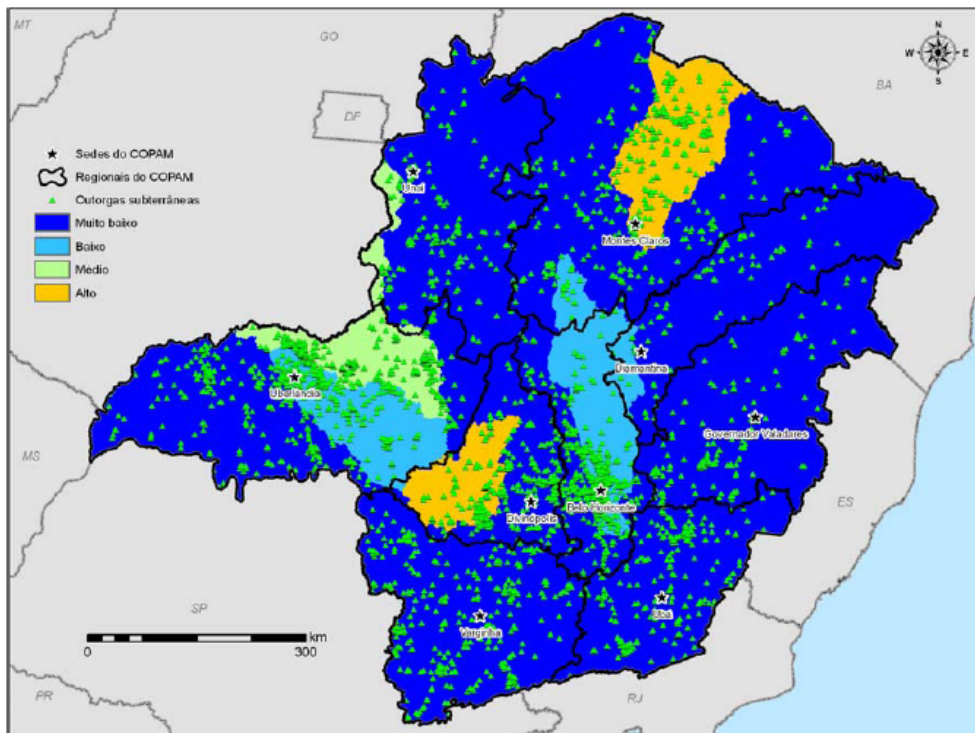 MT
GO
N
W E
S
BA
DF
Sedes do COPAM
Regionais do COPAM
Outorgas subterrâneas
Muito baixo
Baixo
Médio
Alto
Unaí
Montes Claros
Diamantina
Uberlândia
Governador Valadares
MS
Belo Horizonte
Divinópolis
ES
Ubá
SP
Varginha
km
0 300
PR
RJ